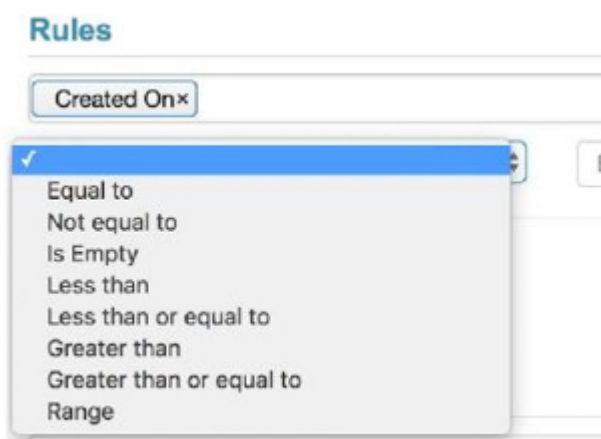 Rules
Created On×
✓
Equal to
Not equal to
Is Empty
Less than
Less than or equal to
Greater than
Greater than or equal to
Range